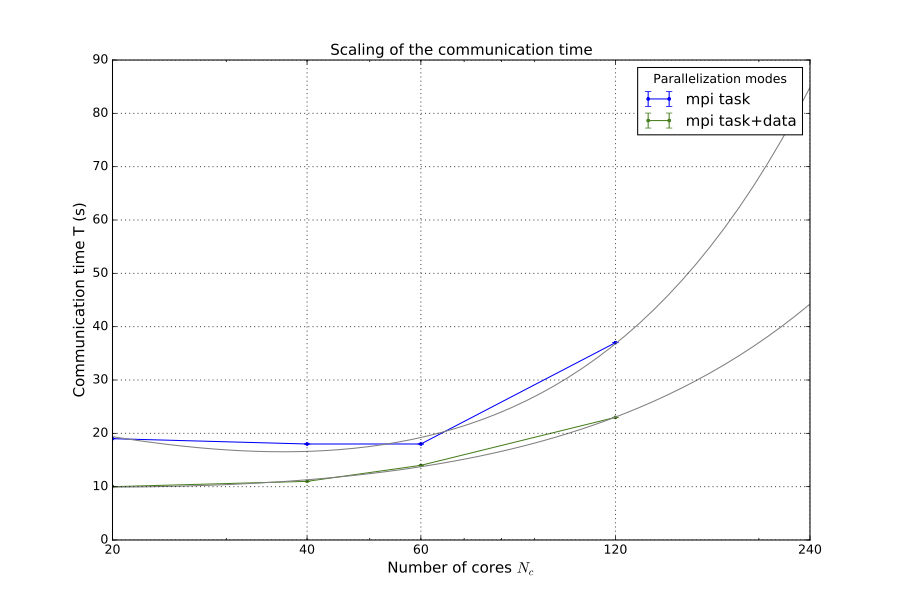 Scaling of the communication time
Parallelization modes
mpi task
mpi task+data
90
80
70
60
50
40
30
20
10
0
Communication time T (s)
20 40 60 120 240
Number of cores N_c